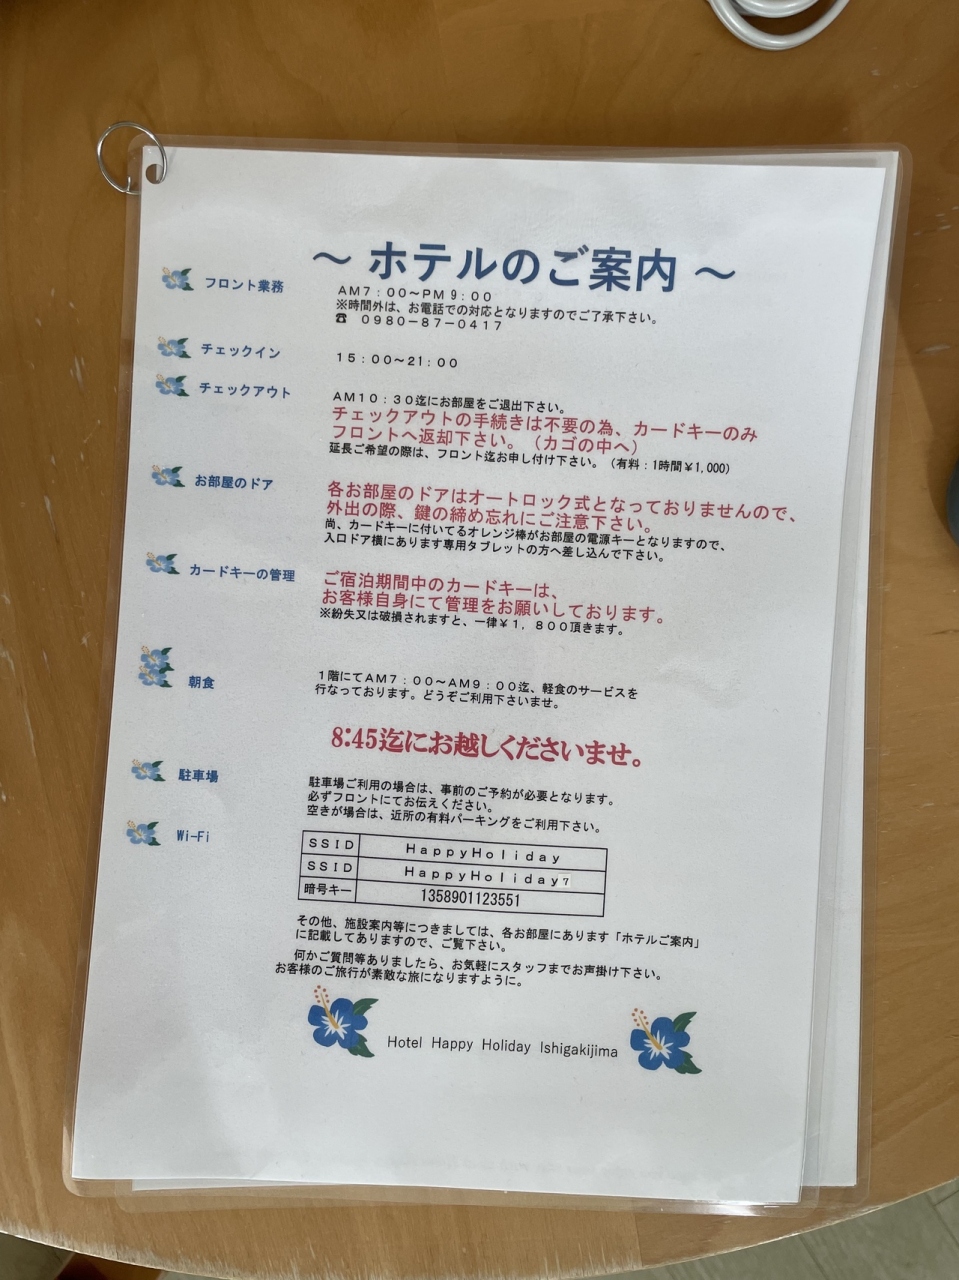 ～ ホテルのご案内 ～
フロント業務
ＡＭ７：００～ＰＭ９：００
※時間外は、お電話での対応となりますのでご了承下さい。
☎ ０９８０－８７－０４１７
チェックイン
１５：００～２１：００
チェックアウト
ＡＭ１０：３０迄にお部屋をご退出下さい。
チェックアウトの手続きは不要の為、カードキーのみ
フロントへ返却下さい。（カゴの中へ）
延長ご希望の際は、フロント迄お申し付け下さい。（有料：1時間￥1,000）
お部屋のドア
各お部屋のドアはオートロック式となっておりませんので、
外出の際、鍵の締め忘れにご注意下さい。
尚、カードキーに付いてるオレンジ棒がお部屋の電源キーとなりますので、
入口ドア横にあります専用タブレットの方へ差し込んで下さい。
カードキーの管理
ご宿泊期間中のカードキーは、
お客様自身にて管理をお願いしております。
※紛失又は破損されますと、一律￥１，８００頂きます。
朝食
１階にてＡＭ７：００～ＡＭ９：００迄、軽食のサービスを
行なっております。どうぞご利用下さいませ。
8:45迄にお越しくださいませ。
駐車場
駐車場ご利用の場合は、事前のご予約が必要となります。
必ずフロントにてお伝えください。
空きが場合は、近所の有料パーキングをご利用下さい。
Wi-Fi
ＳＳＩＤ ＨａｐｐｙＨｏｌｉｄａｙ
ＳＳＩＤ ＨａｐｐｙＨｏｌｉｄａｙ7
暗号キー 1358901123551
その他、施設案内等につきましては、各お部屋にあります「ホテルご案内」
に記載してありますので、ご覧下さい。
何かご質問等ありましたら、お気軽にスタッフまでお声掛け下さい。
お客様のご旅行が素敵な旅になりますように。
Hotel Happy Holiday Ishigakijima